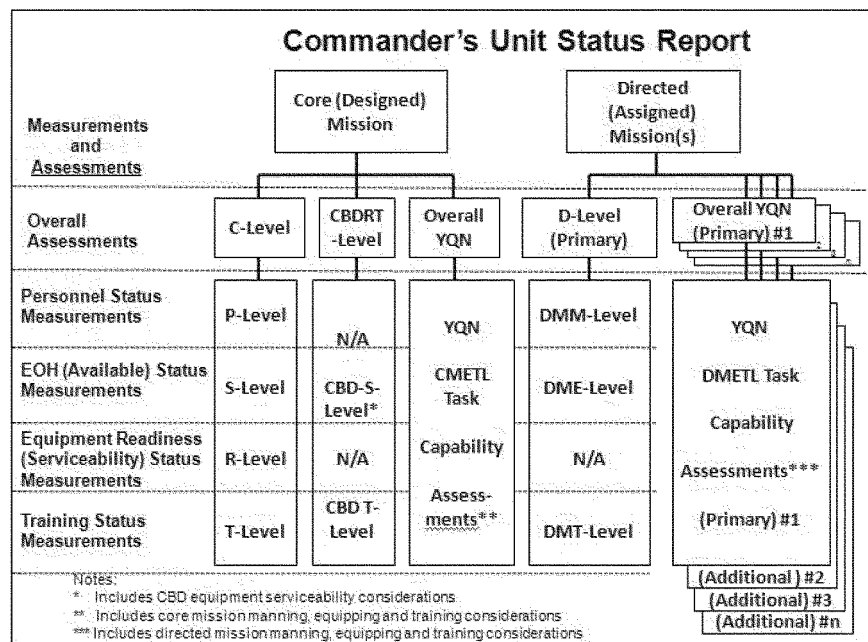 Commander's Unit Status Report
Core (Designed)
Mission
Directed
(Assigned)
Mission(s)
Measurements
and
Assessments
Overall
Assessments
C-Level
CBDRT
-Level
Overall
YQN
D-Level
(Primary)
Overall YQN
(Primary) #1
Personnel Status
Measurements
P-Level
N/A
YQN
DMM-Level
YQN
EOH (Available) Status
Measurements
S-Level
CBD-S-
Level*
CMETL
Task
DME-Level
DMETL Task
Equipment Readiness
(Serviceability) Status
Measurements
R-Level
N/A
Capability
N/A
Capability
Assessments***
Training Status
Measurements
T-Level
CBD T-
Level
Assess-
ments**
DMT-Level
(Primary) #1
(Additional) #2
(Additional) #3
(Additional) #n
Notes:
* Includes CBD equipment serviceability considerations
** Includes core mission manning, equipping and training considerations
*** Includes directed mission manning, equipping and training considerations